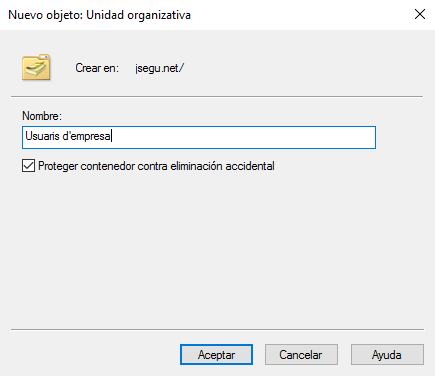 Nuevo objeto: Unidad organizativa
Crear en: jsegu.net/
Nombre:
Usuaris d'empresa
Proteger contenedor contra eliminación accidental
Aceptar Cancelar Ayuda